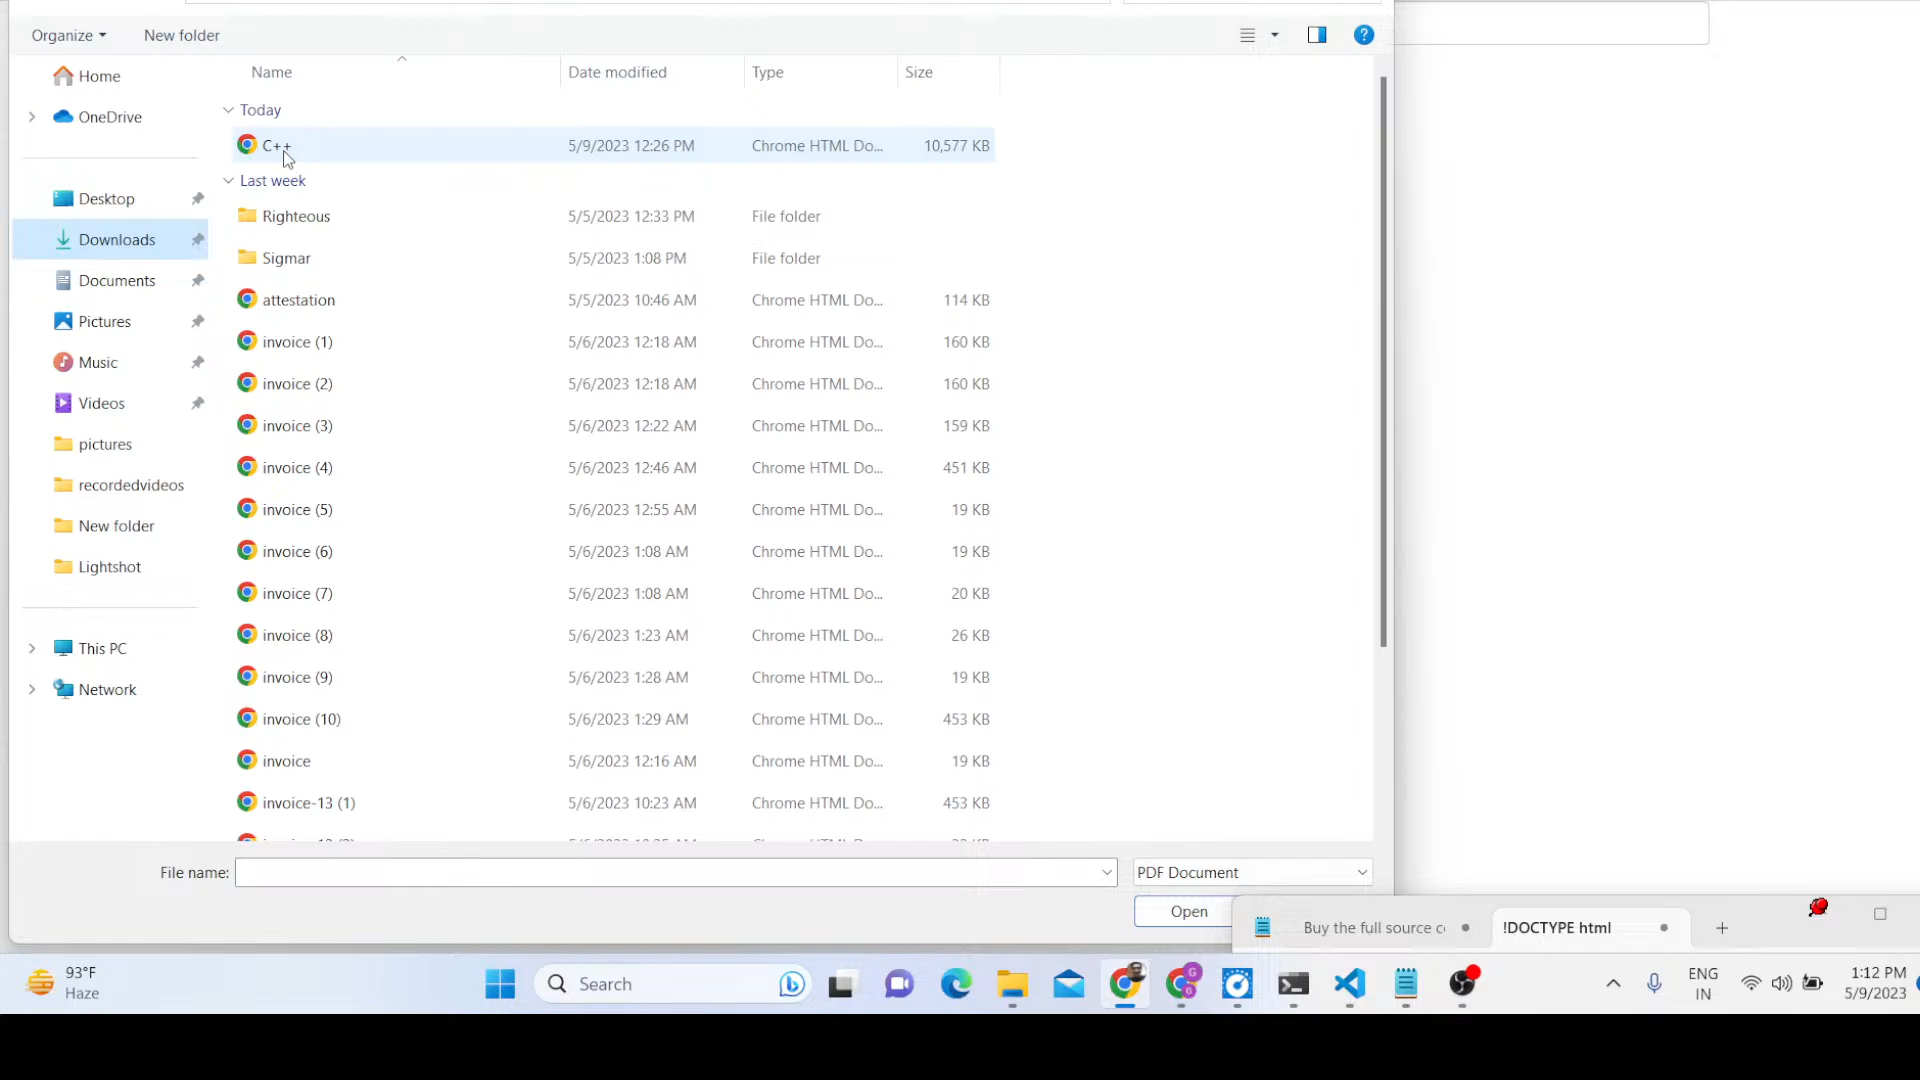 Organize New folder
Name Date modified Type Size
Home
OneDrive
Desktop
Downloads
Documents
Pictures
Music
Videos
pictures
recordedvideos
New folder
Lightshot
This PC
Network
Today
C++ 5/9/2023 12:26 PM Chrome HTML Do... 10,577 KB
Last week
Righteous 5/5/2023 12:33 PM File folder
Sigmar 5/5/2023 1:08 PM File folder
attestation 5/5/2023 10:46 AM Chrome HTML Do... 114 KB
invoice (1) 5/6/2023 12:18 AM Chrome HTML Do... 160 KB
invoice (2) 5/6/2023 12:18 AM Chrome HTML Do... 160 KB
invoice (3) 5/6/2023 12:22 AM Chrome HTML Do... 159 KB
invoice (4) 5/6/2023 12:46 AM Chrome HTML Do... 451 KB
invoice (5) 5/6/2023 12:55 AM Chrome HTML Do... 19 KB
invoice (6) 5/6/2023 1:08 AM Chrome HTML Do... 19 KB
invoice (7) 5/6/2023 1:08 AM Chrome HTML Do... 20 KB
invoice (8) 5/6/2023 1:23 AM Chrome HTML Do... 26 KB
invoice (9) 5/6/2023 1:28 AM Chrome HTML Do... 19 KB
invoice (10) 5/6/2023 1:29 AM Chrome HTML Do... 453 KB
invoice 5/6/2023 12:16 AM Chrome HTML Do... 19 KB
invoice-13 (1) 5/6/2023 10:23 AM Chrome HTML Do... 453 KB
File name: PDF Document
Open
Buy the full source c !DOCTYPE html
93°F
Haze
Search
ENG
IN
1:12 PM
5/9/2023